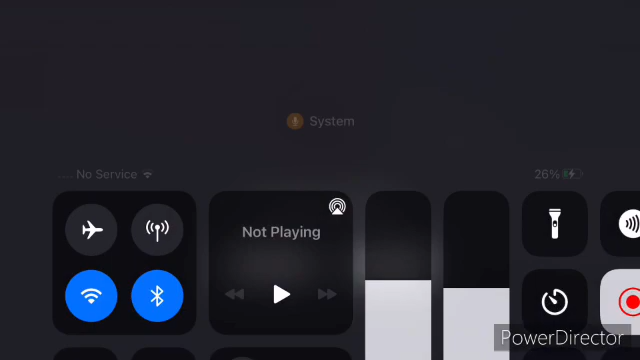 System
.... No Service
26%
Not Playing
PowerDirector